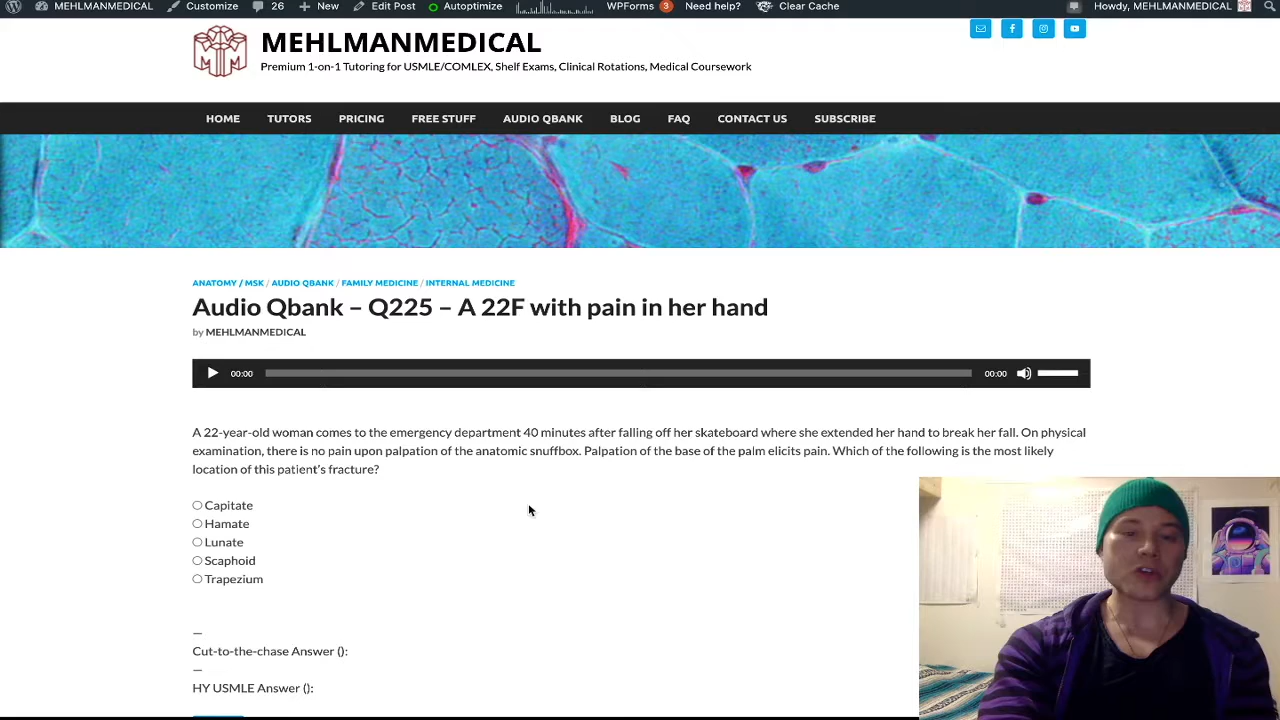 MEHLMANMEDICAL Customize 26 New Edit Post Autoptimize WPForms 3 Need help? Clear Cache Howdy, MEHLMANMEDICAL
MEHLMANMEDICAL
Premium 1-on-1 Tutoring for USMLE/COMLEX, Shelf Exams, Clinical Rotations, Medical Coursework
HOME TUTORS PRICING FREE STUFF AUDIO QBANK BLOG FAQ CONTACT US SUBSCRIBE
ANATOMY / MSK / AUDIO QBANK / FAMILY MEDICINE / INTERNAL MEDICINE
Audio Qbank – Q225 – A 22F with pain in her hand
by MEHLMANMEDICAL
00:00 00:00
A 22-year-old woman comes to the emergency department 40 minutes after falling off her skateboard where she extended her hand to break her fall. On physical
examination, there is no pain upon palpation of the anatomic snuffbox. Palpation of the base of the palm elicits pain. Which of the following is the most likely
location of this patient's fracture?
Capitate
Hamate
Lunate
Scaphoid
Trapezium
—
Cut-to-the-chase Answer ():
—
HY USMLE Answer ():